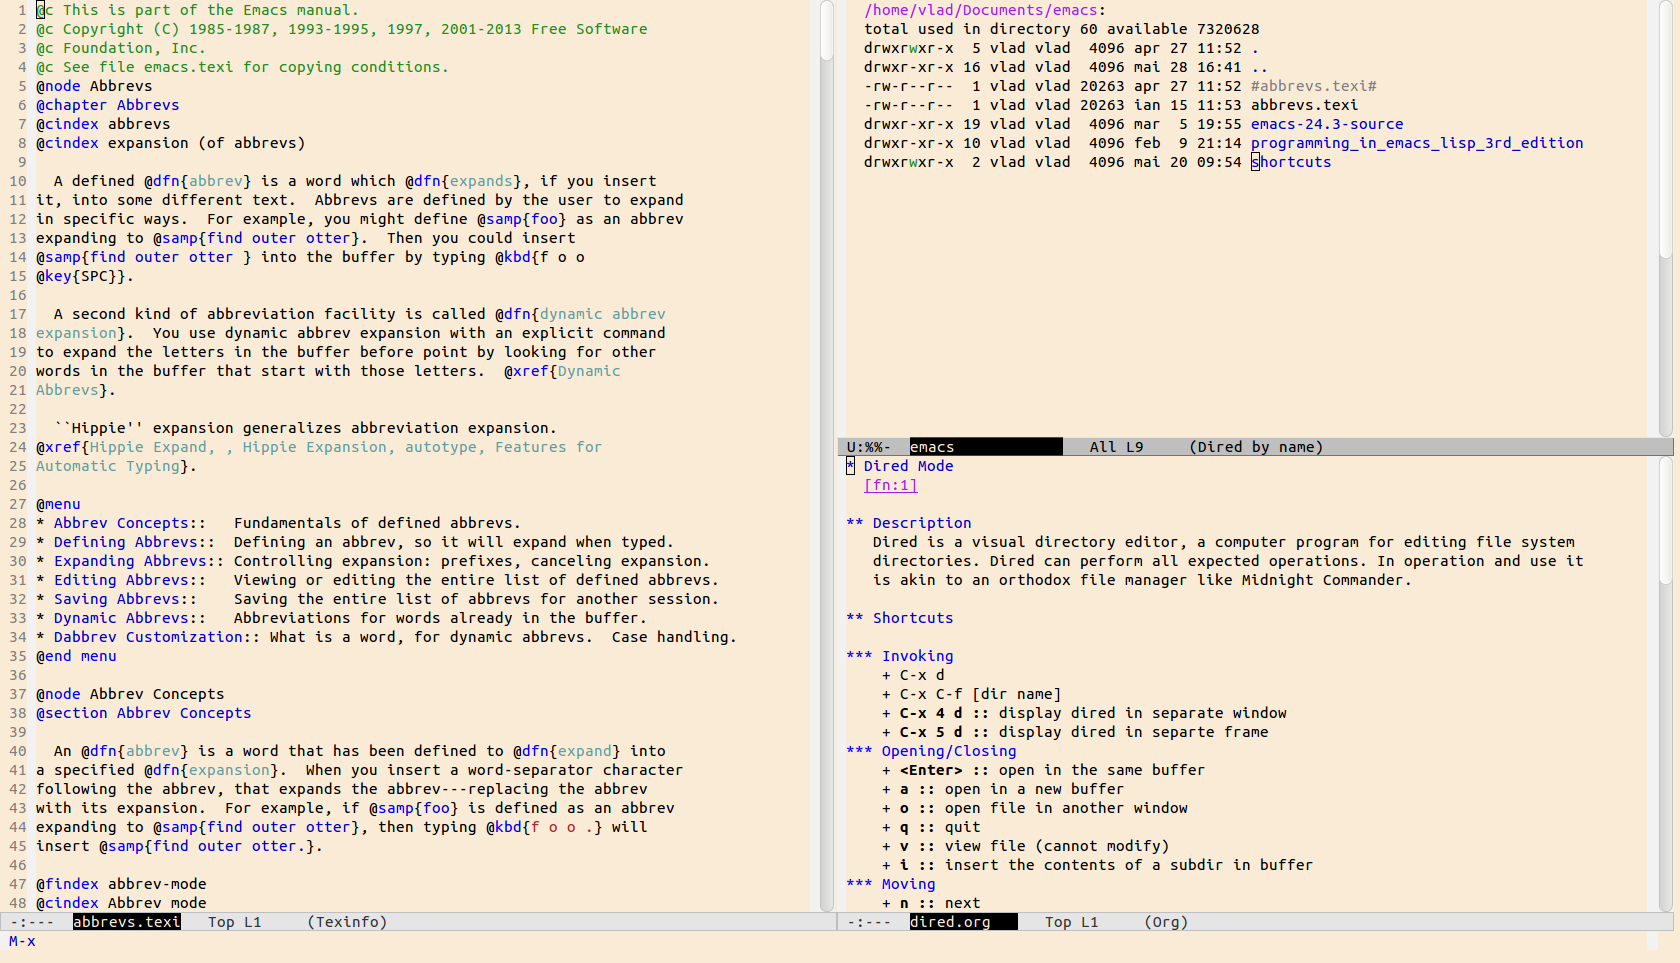 1 @c This is part of the Emacs manual.
2 @c Copyright (C) 1985-1987, 1993-1995, 1997, 2001-2013 Free Software
3 @c Foundation, Inc.
4 @c See file emacs.texi for copying conditions.
5 @node Abbrevs
6 @chapter Abbrevs
7 @cindex abbrevs
8 @cindex expansion (of abbrevs)
9
10   A defined @dfn{abbrev} is a word which @dfn{expands}, if you insert
11 it, into some different text.  Abbrevs are defined by the user to expand
12 in specific ways.  For example, you might define @samp{foo} as an abbrev
13 expanding to @samp{find outer otter}.  Then you could insert
14 @samp{find outer otter } into the buffer by typing @kbd{f o o
15 @key{SPC}}.
16
17   A second kind of abbreviation facility is called @dfn{dynamic abbrev
18 expansion}.  You use dynamic abbrev expansion with an explicit command
19 to expand the letters in the buffer before point by looking for other
20 words in the buffer that start with those letters.  @xref{Dynamic
21 Abbrevs}.
22
23   ``Hippie'' expansion generalizes abbreviation expansion.
24 @xref{Hippie Expand, , Hippie Expansion, autotype, Features for
25 Automatic Typing}.
26
27 @menu
28 * Abbrev Concepts::   Fundamentals of defined abbrevs.
29 * Defining Abbrevs::  Defining an abbrev, so it will expand when typed.
30 * Expanding Abbrevs:: Controlling expansion: prefixes, canceling expansion.
31 * Editing Abbrevs::   Viewing or editing the entire list of defined abbrevs.
32 * Saving Abbrevs::    Saving the entire list of abbrevs for another session.
33 * Dynamic Abbrevs::   Abbreviations for words already in the buffer.
34 * Dabbrev Customization:: What is a word, for dynamic abbrevs.  Case handling.
35 @end menu
36
37 @node Abbrev Concepts
38 @section Abbrev Concepts
39
40   An @dfn{abbrev} is a word that has been defined to @dfn{expand} into
41 a specified @dfn{expansion}.  When you insert a word-separator character
42 following the abbrev, that expands the abbrev---replacing the abbrev
43 with its expansion.  For example, if @samp{foo} is defined as an abbrev
44 expanding to @samp{find outer otter}, then typing @kbd{f o o .} will
45 insert @samp{find outer otter.}.
46
47 @findex abbrev-mode
48 @cindex Abbrev mode
-:---  abbrevs.texi   Top L1     (Texinfo)
/home/vlad/Documents/emacs:
total used in directory 60 available 7320628
drwxrwxr-x  5 vlad vlad  4096 apr 27 11:52 .
drwxr-xr-x 16 vlad vlad  4096 mai 28 16:41 ..
-rw-r--r--  1 vlad vlad 20263 apr 27 11:52 #abbrevs.texi#
-rw-r--r--  1 vlad vlad 20263 ian 15 11:53 abbrevs.texi
drwxr-xr-x 19 vlad vlad  4096 mar  5 19:55 emacs-24.3-source
drwxr-xr-x 10 vlad vlad  4096 feb  9 21:14 programming_in_emacs_lisp_3rd_edition
drwxrwxr-x  2 vlad vlad  4096 mai 20 09:54 shortcuts
U:%%-  emacs   All L9     (Dired by name)
* Dired Mode
[fn:1]

** Description
Dired is a visual directory editor, a computer program for editing file system
directories. Dired can perform all expected operations. In operation and use it
is akin to an orthodox file manager like Midnight Commander.

** Shortcuts

*** Invoking
+ C-x d
+ C-x C-f [dir name]
+ C-x 4 d :: display dired in separate window
+ C-x 5 d :: display dired in separte frame
*** Opening/Closing
+ <Enter> :: open in the same buffer
+ a :: open in a new buffer
+ o :: open file in another window
+ q :: quit
+ v :: view file (cannot modify)
+ i :: insert the contents of a subdir in buffer
*** Moving
+ n :: next
-:---  dired.org   Top L1     (Org)
M-x